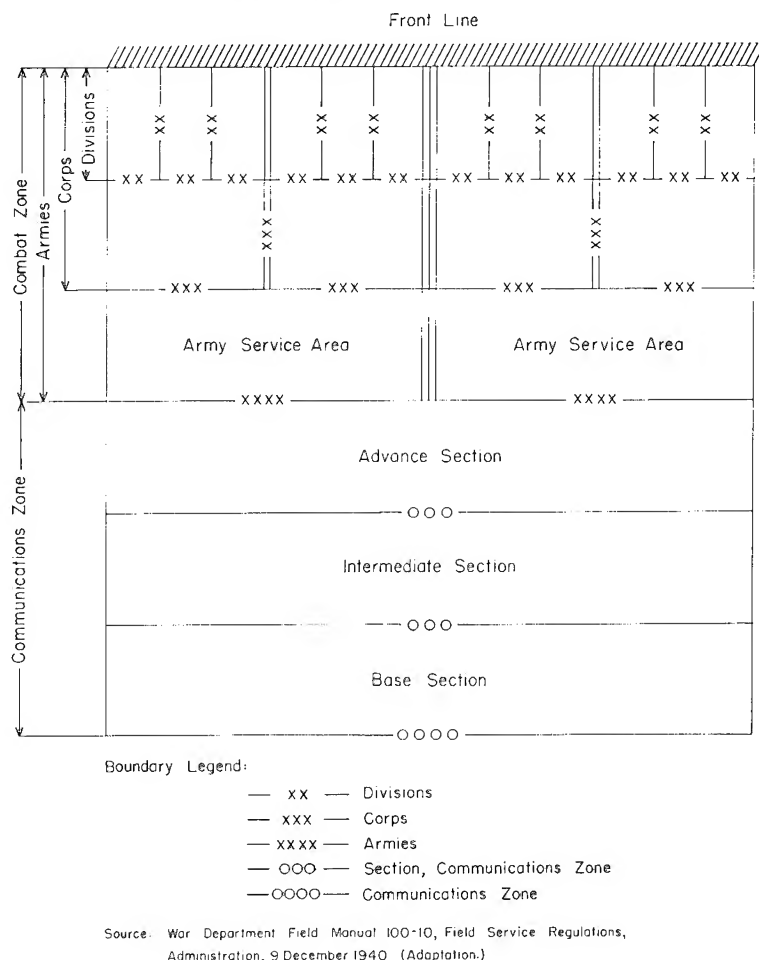 Front Line
Combat Zone
Armies
Corps
Divisions
XX XX XX XX XX XX XX XX
XX XX XX XX XX XX XX XX XX XX XX XX
XXX XXX
XXX XXX XXX XXX
Army Service Area Army Service Area
XXXX XXXX
Communications Zone
Advance Section
OOO
Intermediate Section
OOO
Base Section
OOOO
Boundary Legend:
XX Divisions
XXX Corps
XXXX Armies
OOO Section, Communications Zone
OOOO Communications Zone
Source: War Department Field Manual 100-10, Field Service Regulations,
Administration, 9 December 1940 (Adaptation.)